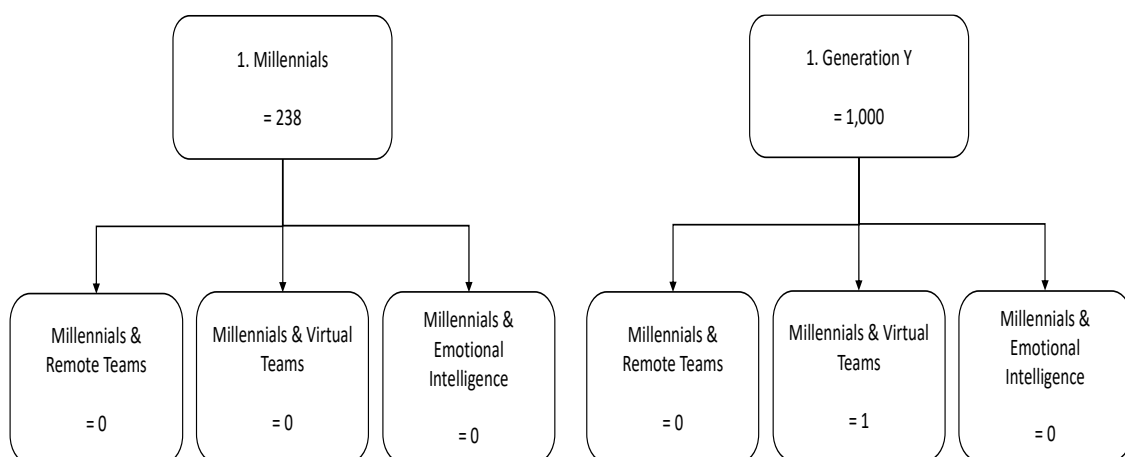 1. Millennials
= 238
1. Generation Y
= 1,000
Millennials &
Remote Teams
= 0
Millennials & Virtual
Teams
= 0
Millennials &
Emotional
Intelligence
= 0
Millennials &
Remote Teams
= 0
Millennials & Virtual
Teams
= 1
Millennials &
Emotional
Intelligence
= 0